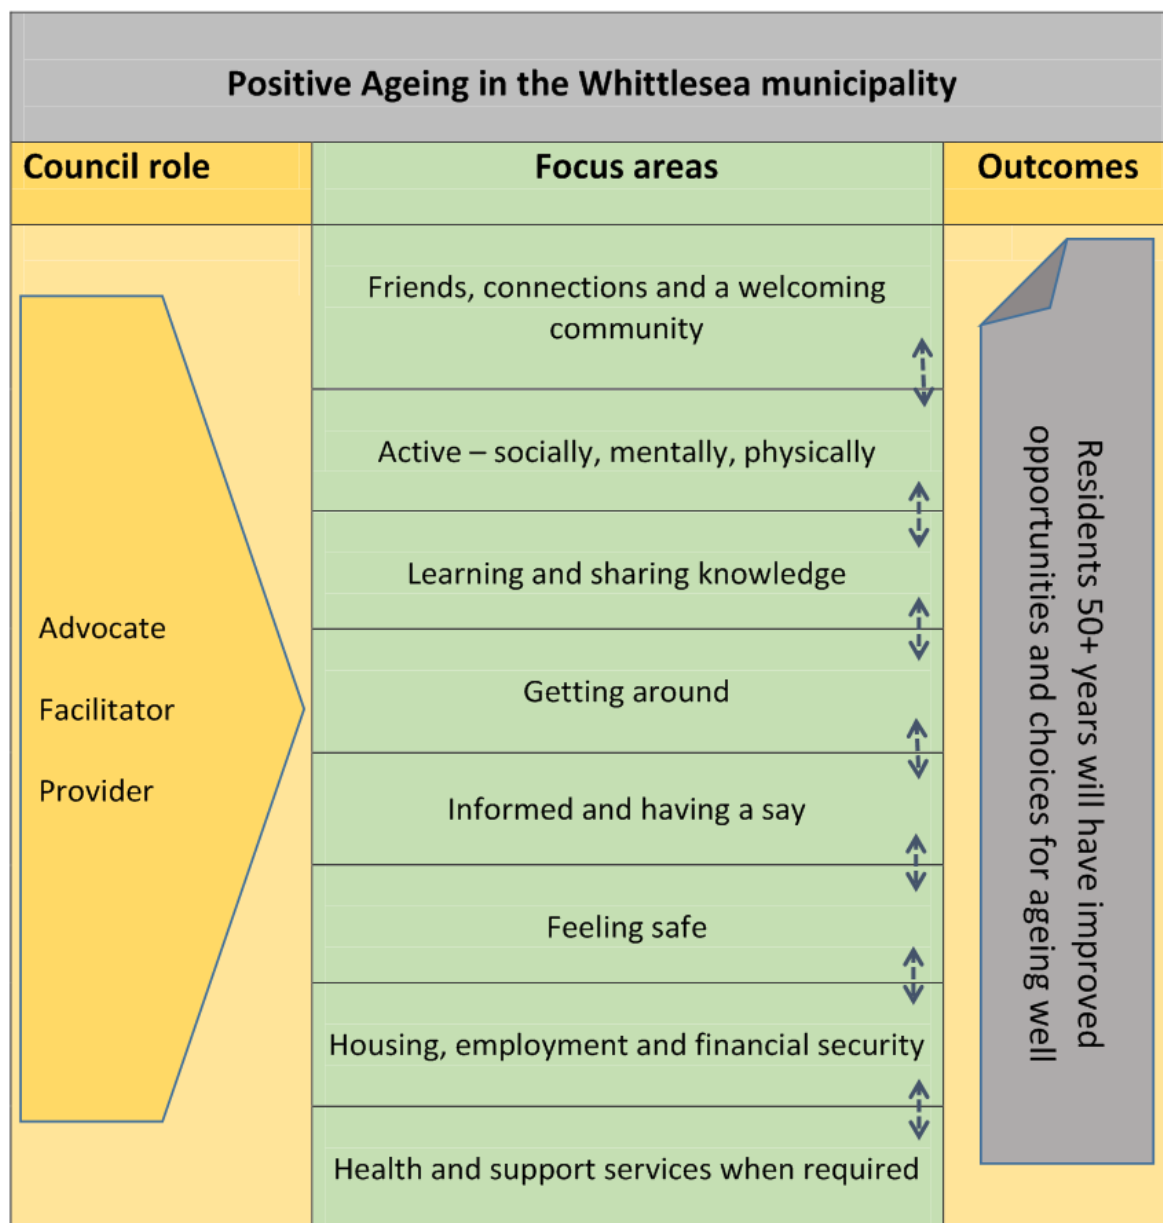 Positive Ageing in the Whittlesea municipality
Council role
Focus areas
Outcomes
Advocate
Facilitator
Provider
Friends, connections and a welcoming
community
Active – socially, mentally, physically
Learning and sharing knowledge
Getting around
Informed and having a say
Feeling safe
Housing, employment and financial security
Health and support services when required
Residents 50+ years will have improved
opportunities and choices for ageing well